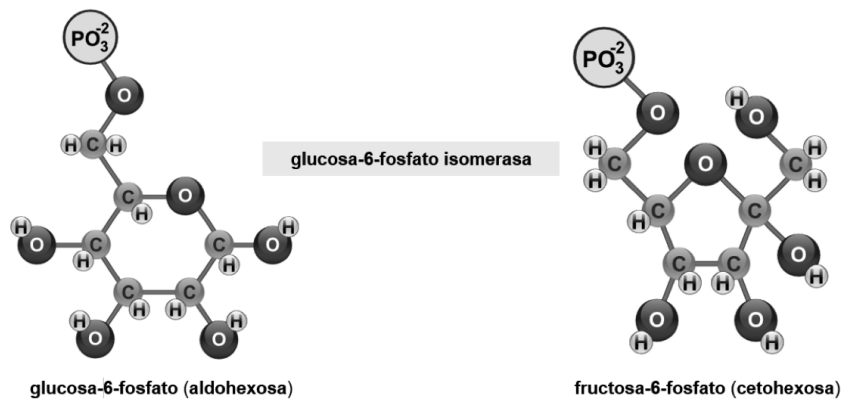 PO₃⁻²
O
H C H
C O
H
H
O C C O H
H H
C C
H H H H
O O
glucosa-6-fosfato (aldohexosa)
glucosa-6-fosfato isomerasa
PO₃⁻²
H
O O
H C O C H
H H
C C
H
C C O
H H H
O O
H H
fructosa-6-fosfato (cetohexosa)